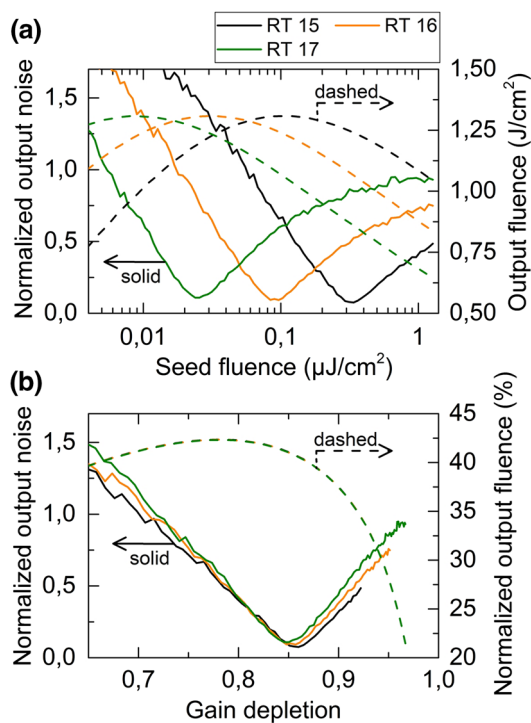 RT 15
RT 16
RT 17
(a)
Normalized output noise
1.5
1.0
0.5
0,0
dashed
solid
1.50
1.25
1.00
0.75
0.50
Output fluence (J/cm²)
0,01
0,1
1
Seed fluence (µJ/cm²)
(b)
Normalized output noise
1.5
1.0
0.5
0,0
dashed
solid
45
40
35
30
25
20
Normalized output fluence (%)
0,7
0,8
0,9
1,0
Gain depletion